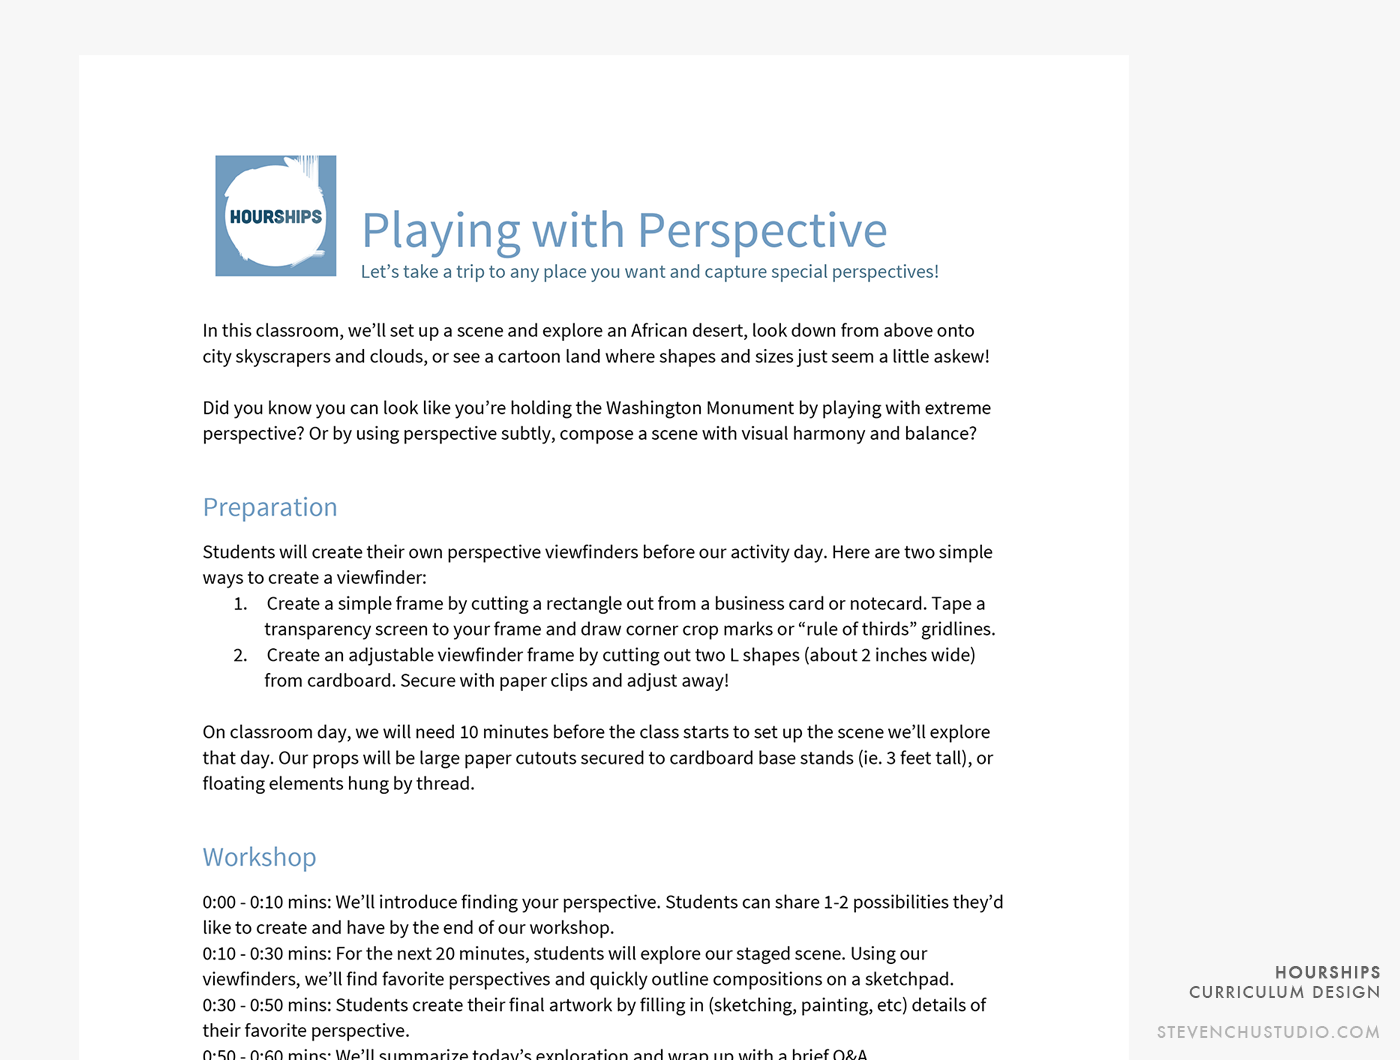 HOURSHIPS
Playing with Perspective
Let’s take a trip to any place you want and capture special perspectives!
In this classroom, we’ll set up a scene and explore an African desert, look down from above onto
city skyscrapers and clouds, or see a cartoon land where shapes and sizes just seem a little askew!
Did you know you can look like you’re holding the Washington Monument by playing with extreme
perspective? Or by using perspective subtly, compose a scene with visual harmony and balance?
Preparation
Students will create their own perspective viewfinders before our activity day. Here are two simple
ways to create a viewfinder:
1. Create a simple frame by cutting a rectangle out from a business card or notecard. Tape a
transparency screen to your frame and draw corner crop marks or “rule of thirds” gridlines.
2. Create an adjustable viewfinder frame by cutting out two L shapes (about 2 inches wide)
from cardboard. Secure with paper clips and adjust away!
On classroom day, we will need 10 minutes before the class starts to set up the scene we’ll explore
that day. Our props will be large paper cutouts secured to cardboard base stands (ie. 3 feet tall), or
floating elements hung by thread.
Workshop
0:00 - 0:10 mins: We’ll introduce finding your perspective. Students can share 1-2 possibilities they’d
like to create and have by the end of our workshop.
0:10 - 0:30 mins: For the next 20 minutes, students will explore our staged scene. Using our
viewfinders, we’ll find favorite perspectives and quickly outline compositions on a sketchpad.
0:30 - 0:50 mins: Students create their final artwork by filling in (sketching, painting, etc) details of
their favorite perspective.
0:50 - 0:60 mins: We’ll summarize today’s exploration and wrap up with a brief Q&A.
HOURSHIPS
CURRICULUM DESIGN
STEVENCHUSTUDIO.COM